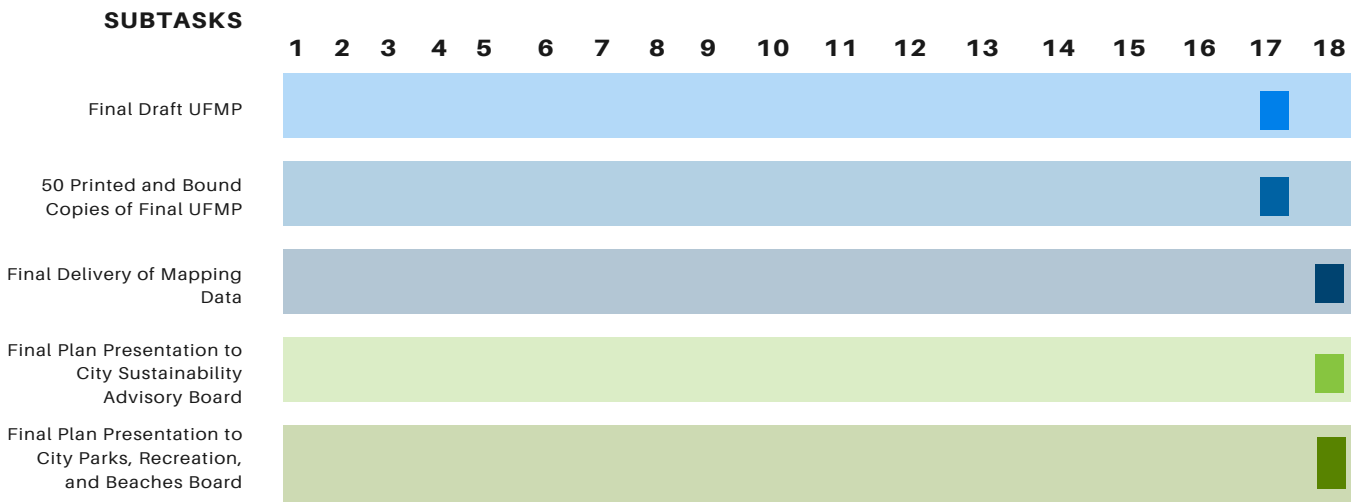 SUBTASKS
1 2 3 4 5 6 7 8 9 10 11 12 13 14 15 16 17 18
Final Draft UFMP
50 Printed and Bound
Copies of Final UFMP
Final Delivery of Mapping
Data
Final Plan Presentation to
City Sustainability
Advisory Board
Final Plan Presentation to
City Parks, Recreation,
and Beaches Board